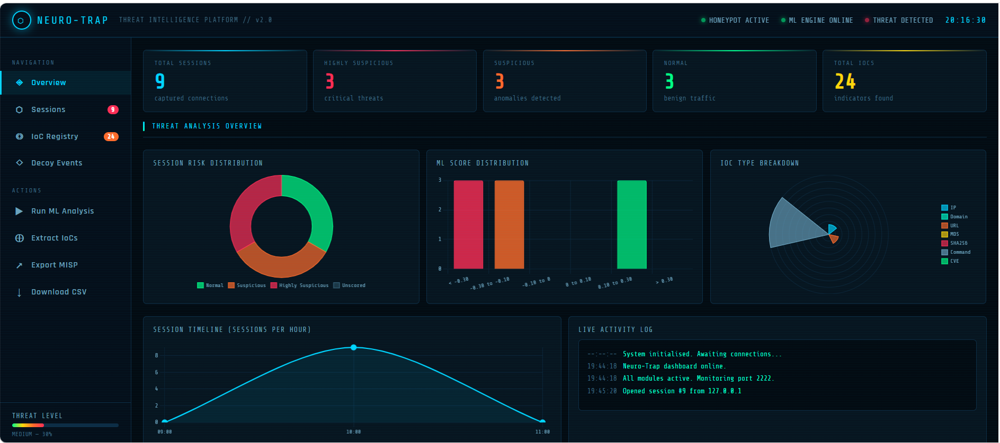 NEURO-TRAP THREAT INTELLIGENCE PLATFORM // v2.0 HONEYPOT ACTIVE ML ENGINE ONLINE THREAT DETECTED 20:16:30
NAVIGATION
Overview
Sessions 9
IoC Registry 24
Decoy Events
ACTIONS
Run ML Analysis
Extract IoCs
Export MISP
Download CSV
THREAT LEVEL
MEDIUM — 30%
TOTAL SESSIONS
9
captured connections
HIGHLY SUSPICIOUS
3
critical threats
SUSPICIOUS
3
anomalies detected
NORMAL
3
benign traffic
TOTAL IOCS
24
indicators found
THREAT ANALYSIS OVERVIEW
SESSION RISK DISTRIBUTION
Normal Suspicious Highly Suspicious Unscored
ML SCORE DISTRIBUTION
3
2
1
0
< -0.30 -0.30 to -0.10 -0.10 to 0 0 to 0.10 0.10 to 0.30 > 0.30
IOC TYPE BREAKDOWN
IP
Domain
URL
MD5
SHA256
Command
CVE
SESSION TIMELINE (SESSIONS PER HOUR)
8
6
4
2
0
09:00 10:00 11:00
LIVE ACTIVITY LOG
--:--:-- System initialised. Awaiting connections...
19:44:18 Neuro-Trap dashboard online.
19:44:18 All modules active. Monitoring port 2222.
19:45:20 Opened session #9 from 127.0.0.1